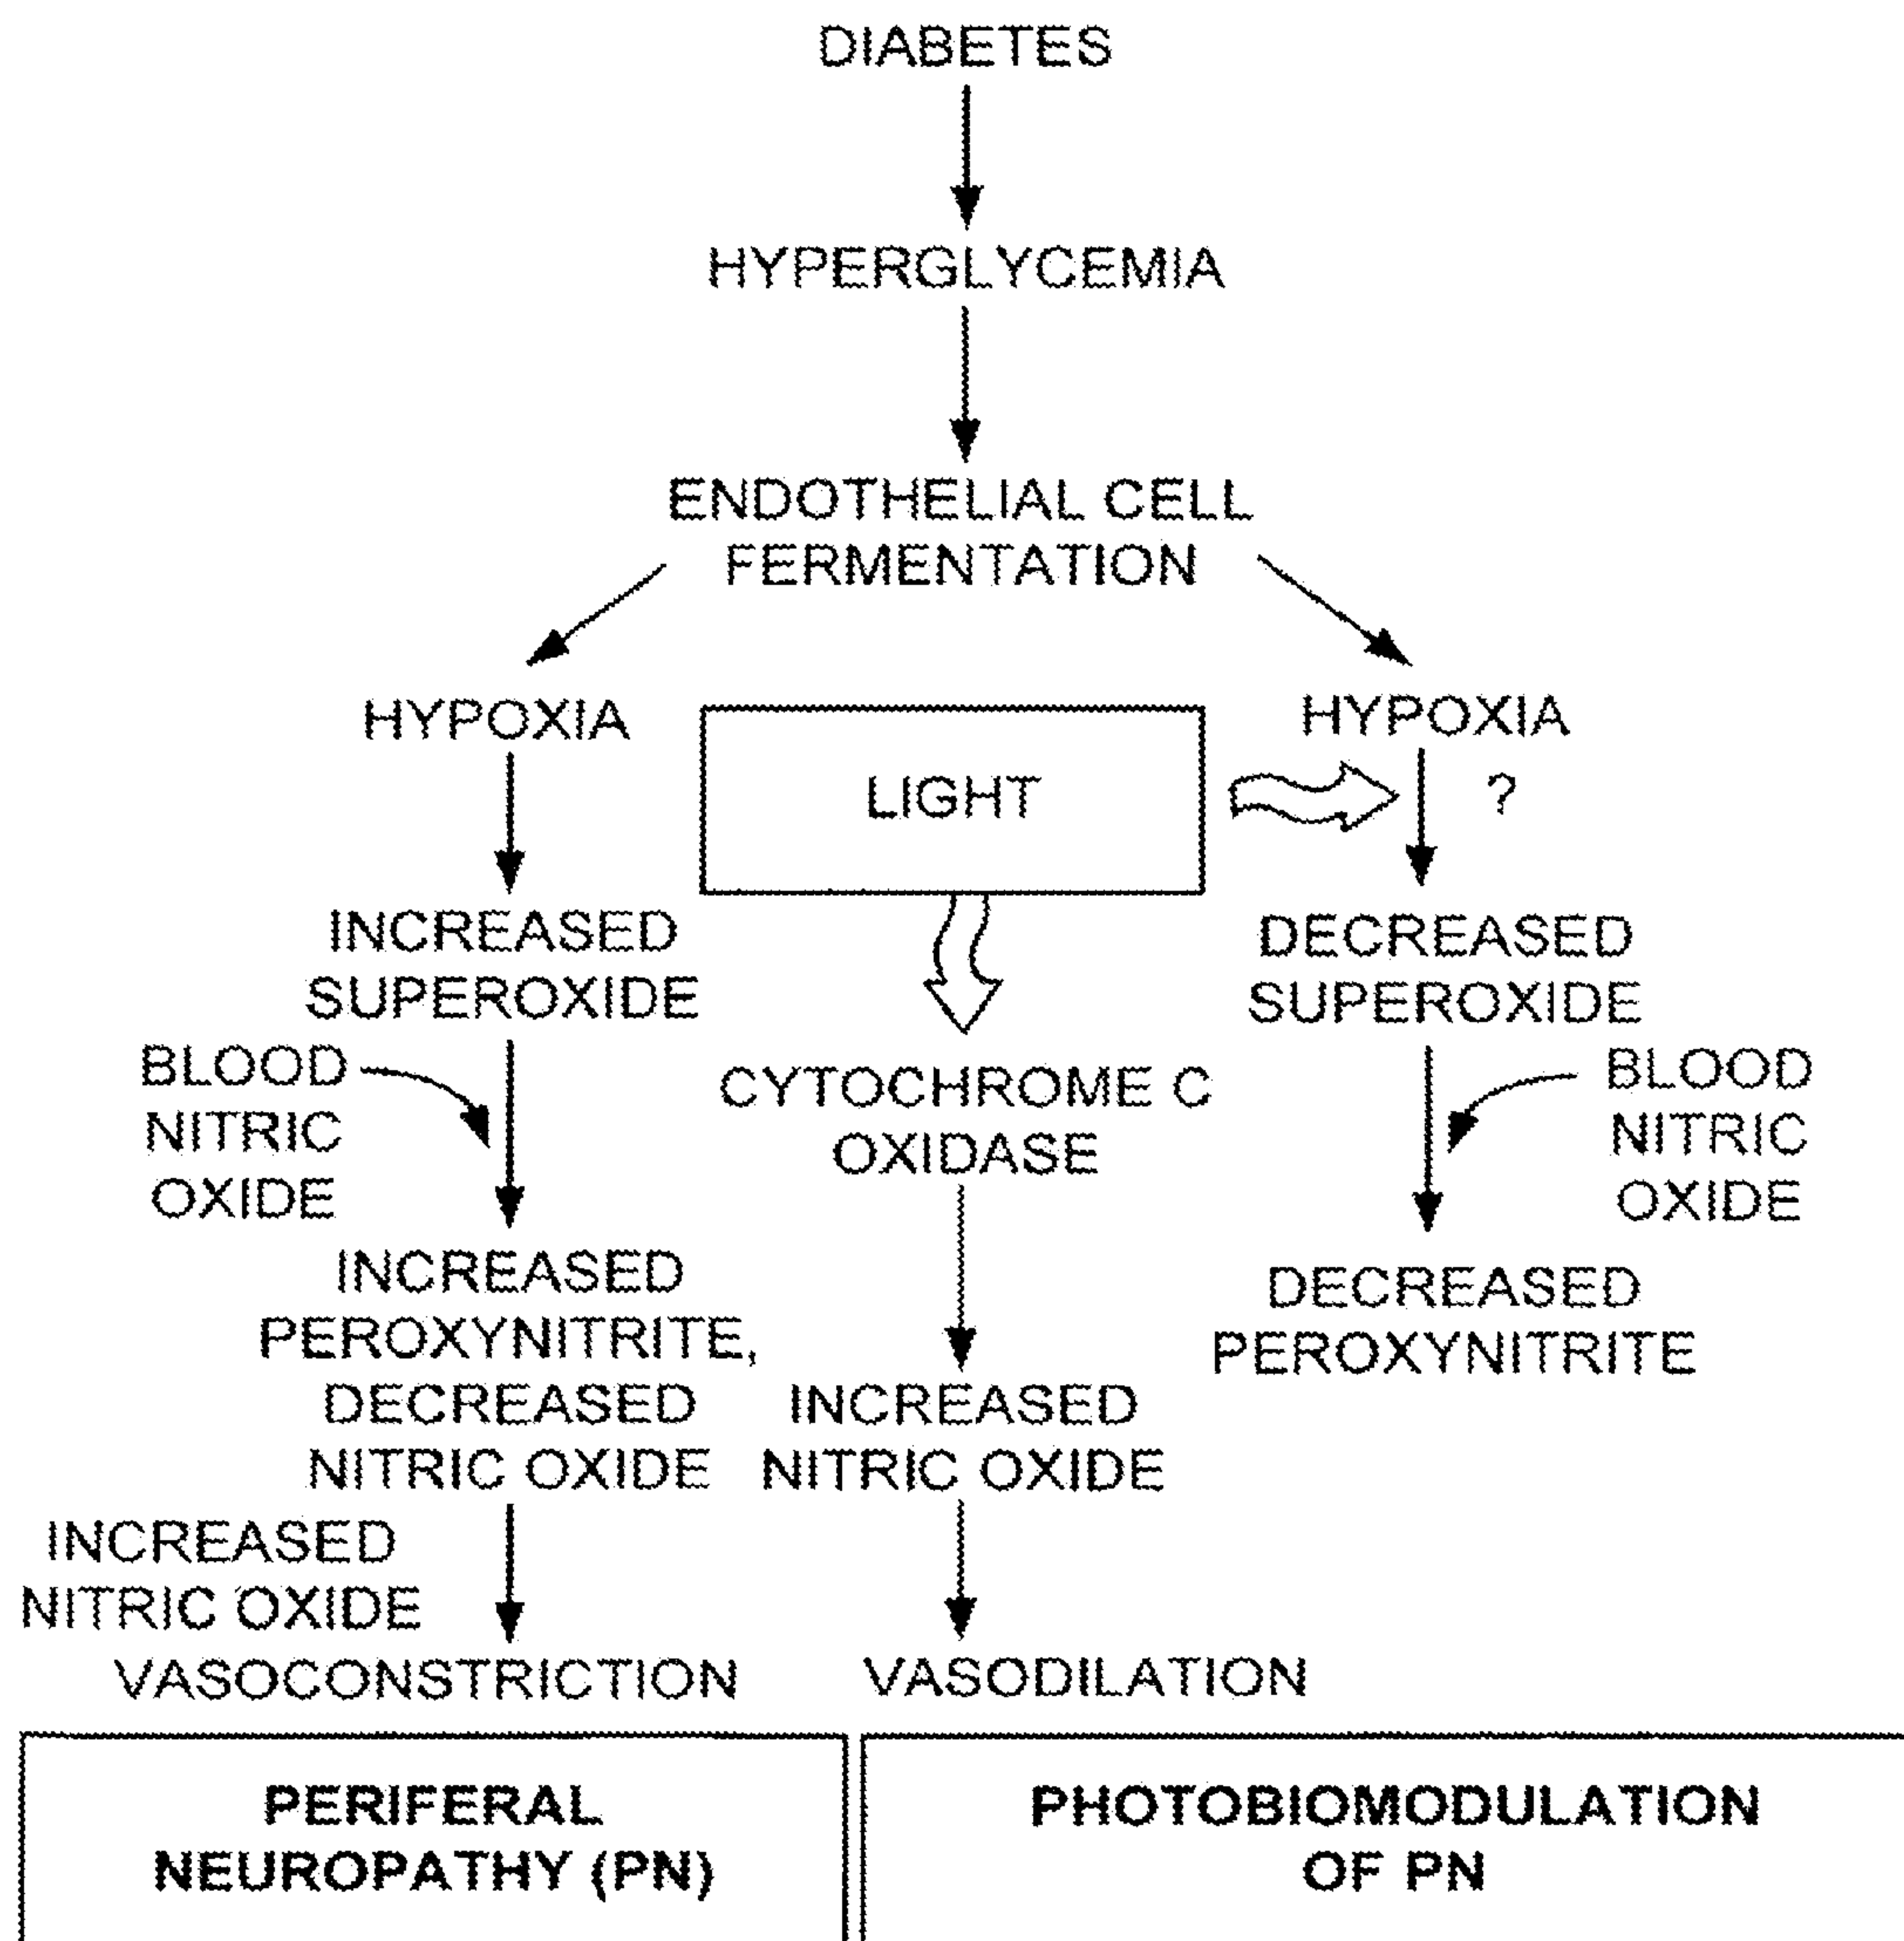 DIABETES
HYPERGLYCEMIA
ENDOTHELIAL CELL
FERMENTATION
HYPOXIA
LIGHT
HYPOXIA
?
INCREASED
SUPEROXIDE
DECREASED
SUPEROXIDE
BLOOD
NITRIC
OXIDE
CYTOCHROME C
OXIDASE
BLOOD
NITRIC
OXIDE
INCREASED
PEROXYNITRITE,
DECREASED
NITRIC OXIDE
INCREASED
NITRIC OXIDE
DECREASED
PEROXYNITRITE
INCREASED
NITRIC OXIDE
VASOCONSTRICTION
VASODILATION
PERIFERAL
NEUROPATHY (PN)
PHOTOBIOMODULATION
OF PN